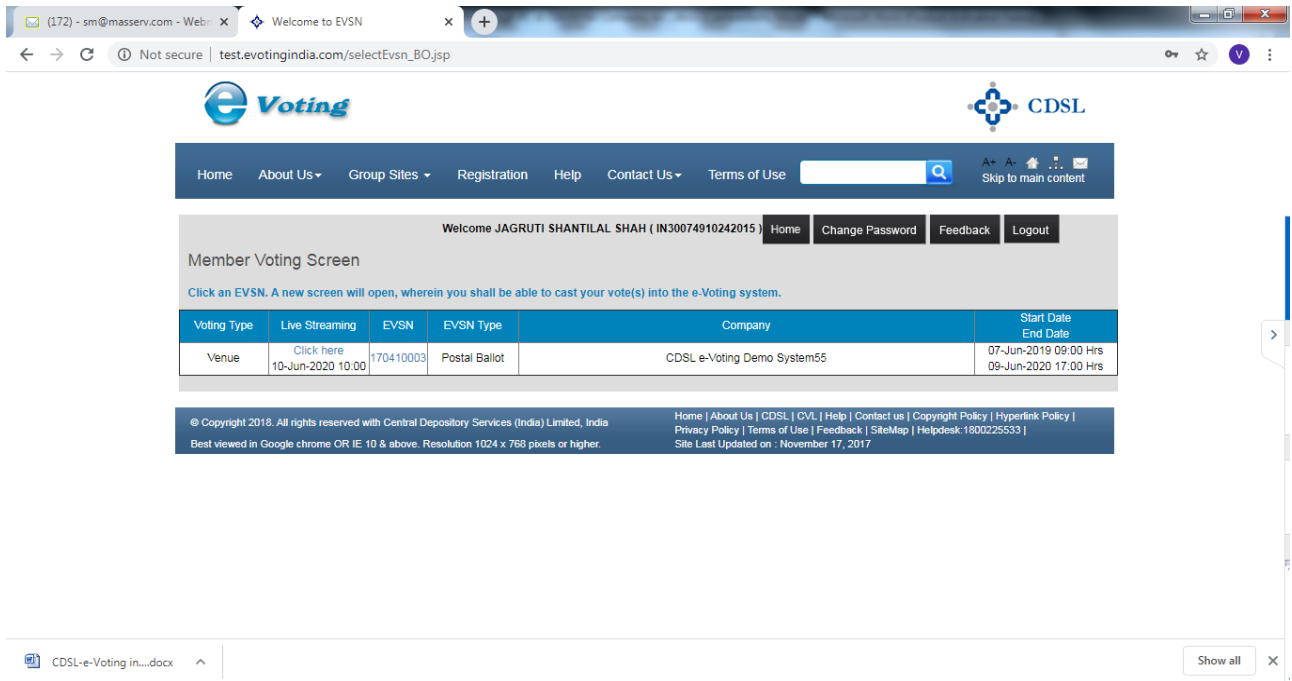 (172) - sm@masserv.com - Webm
Welcome to EVSN
Not secure | test.evotingindia.com/selectEvsn_BO.jsp
V
e Voting
CDSL
Home About Us Group Sites Registration Help Contact Us Terms of Use
A+ A-
Skip to main content
Welcome JAGRUTI SHANTILAL SHAH ( IN30074910242015 ) Home Change Password Feedback Logout
Member Voting Screen
Click an EVSN. A new screen will open, wherein you shall be able to cast your vote(s) into the e-Voting system.
Voting Type Live Streaming EVSN EVSN Type Company Start Date
End Date
Venue Click here 170410003 Postal Ballot CDSL e-Voting Demo System55 07-Jun-2019 09:00 Hrs
10-Jun-2020 10:00 09-Jun-2020 17:00 Hrs
© Copyright 2018. All rights reserved with Central Depository Services (India) Limited, India
Best viewed in Google chrome OR IE 10 & above. Resolution 1024 x 768 pixels or higher.
Home | About Us | CDSL | CVL | Help | Contact us | Copyright Policy | Hyperlink Policy |
Privacy Policy | Terms of Use | Feedback | SiteMap | Helpdesk:1800225533 |
Site Last Updated on : November 17, 2017
CDSL-e-Voting in....docx
Show all